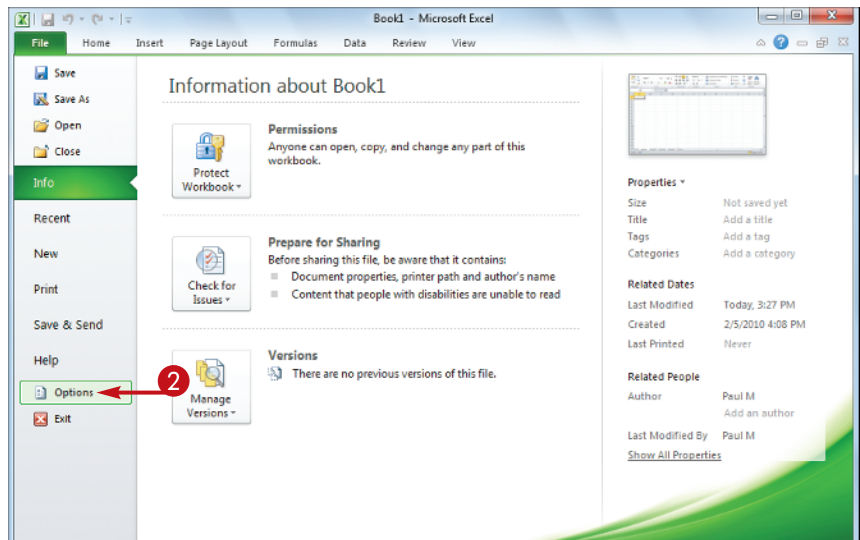 Book1 - Microsoft Excel
File Home Insert Page Layout Formulas Data Review View
Save
Save As
Open
Close
Info
Recent
New
Print
Save & Send
Help
Options
Exit
2
Information about Book1
Protect
Workbook
Permissions
Anyone can open, copy, and change any part of this
workbook.
Check for
Issues
Prepare for Sharing
Before sharing this file, be aware that it contains:
Document properties, printer path and author's name
Content that people with disabilities are unable to read
Manage
Versions
Versions
There are no previous versions of this file.
Properties
Size Not saved yet
Title Add a title
Tags Add a tag
Categories Add a category
Related Dates
Last Modified Today, 3:27 PM
Created 2/5/2010 4:08 PM
Last Printed Never
Related People
Author Paul M
Add an author
Last Modified By Paul M
Show All Properties